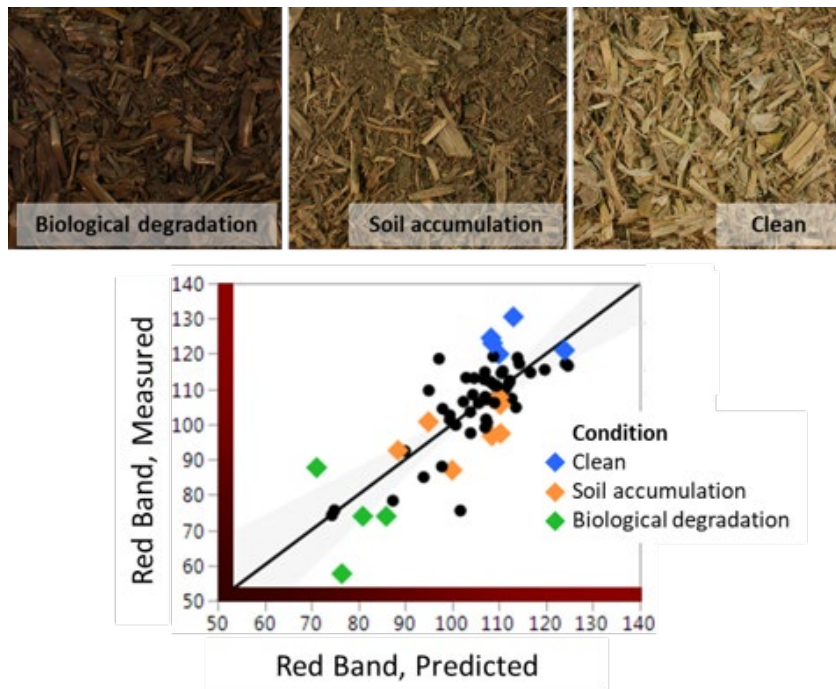 Biological degradation
Soil accumulation
Clean
140
130
120
110
100
90
80
70
60
50
Red Band, Measured
50 60 70 80 90 100 110 120 130 140
Red Band, Predicted
Condition
Clean
Soil accumulation
Biological degradation